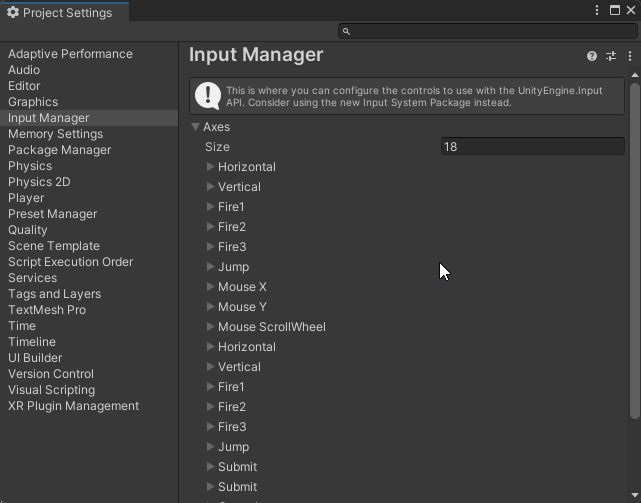 Project Settings
Adaptive Performance
Audio
Editor
Graphics
Input Manager
Memory Settings
Package Manager
Physics
Physics 2D
Player
Preset Manager
Quality
Scene Template
Script Execution Order
Services
Tags and Layers
TextMesh Pro
Time
Timeline
UI Builder
Version Control
Visual Scripting
XR Plugin Management
Input Manager
This is where you can configure the controls to use with the UnityEngine.Input
API. Consider using the new Input System Package instead.
Axes
Size 18
Horizontal
Vertical
Fire1
Fire2
Fire3
Jump
Mouse X
Mouse Y
Mouse ScrollWheel
Horizontal
Vertical
Fire1
Fire2
Fire3
Jump
Submit
Submit